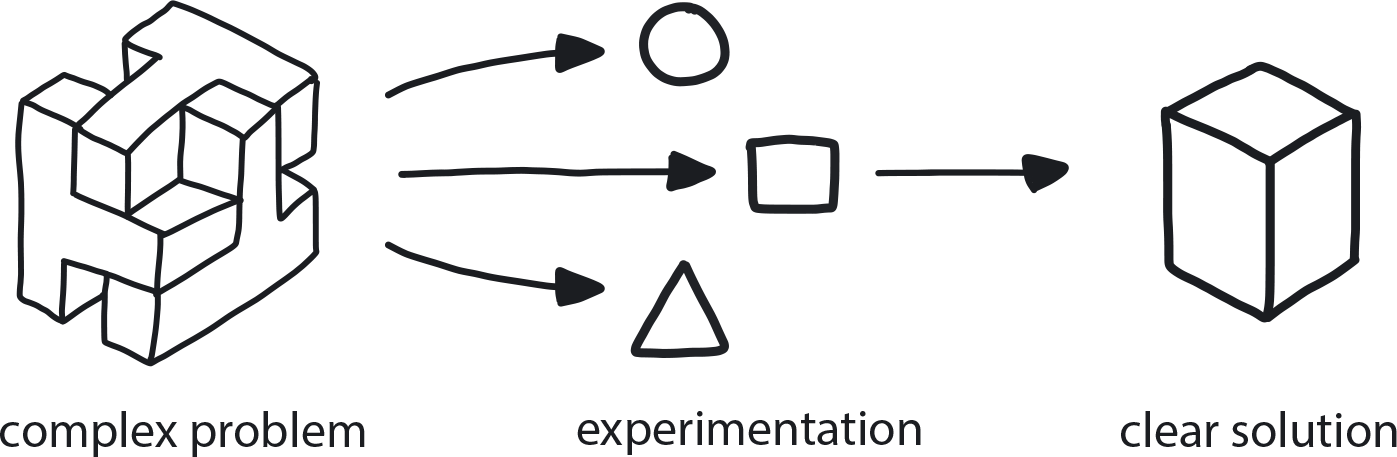 complex problem
experimentation
clear solution